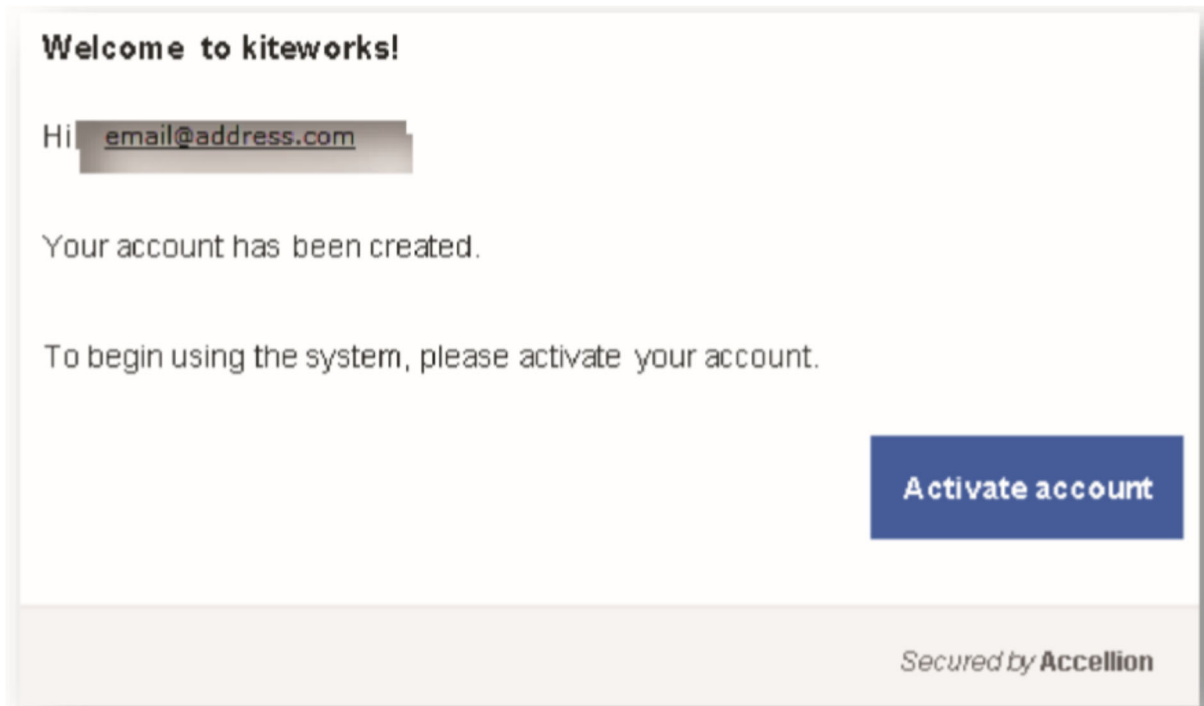 Welcome to kiteworks!
Hi email@address.com
Your account has been created.
To begin using the system, please activate your account.
Activate account
Secured by Accellion